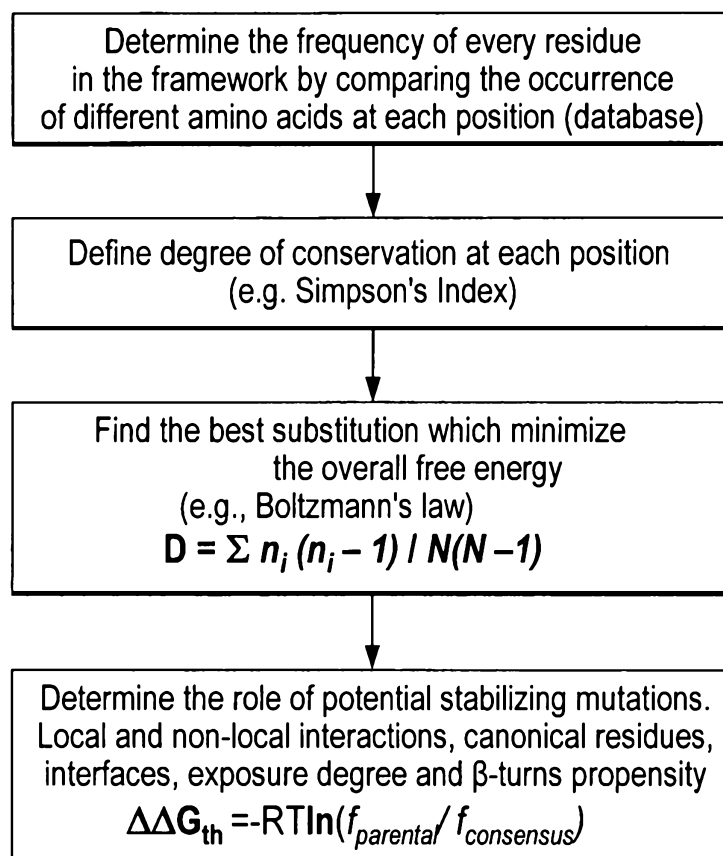 Determine the frequency of every residue
in the framework by comparing the occurrence
of different amino acids at each position (database)
Define degree of conservation at each position
(e.g. Simpson's Index)
Find the best substitution which minimize
the overall free energy
(e.g., Boltzmann's law)
D = Σ nᵢ (nᵢ – 1) / N(N –1)
Determine the role of potential stabilizing mutations.
Local and non-local interactions, canonical residues,
interfaces, exposure degree and β-turns propensity
ΔΔG_th =-RTln(f_parental/ f_consensus)